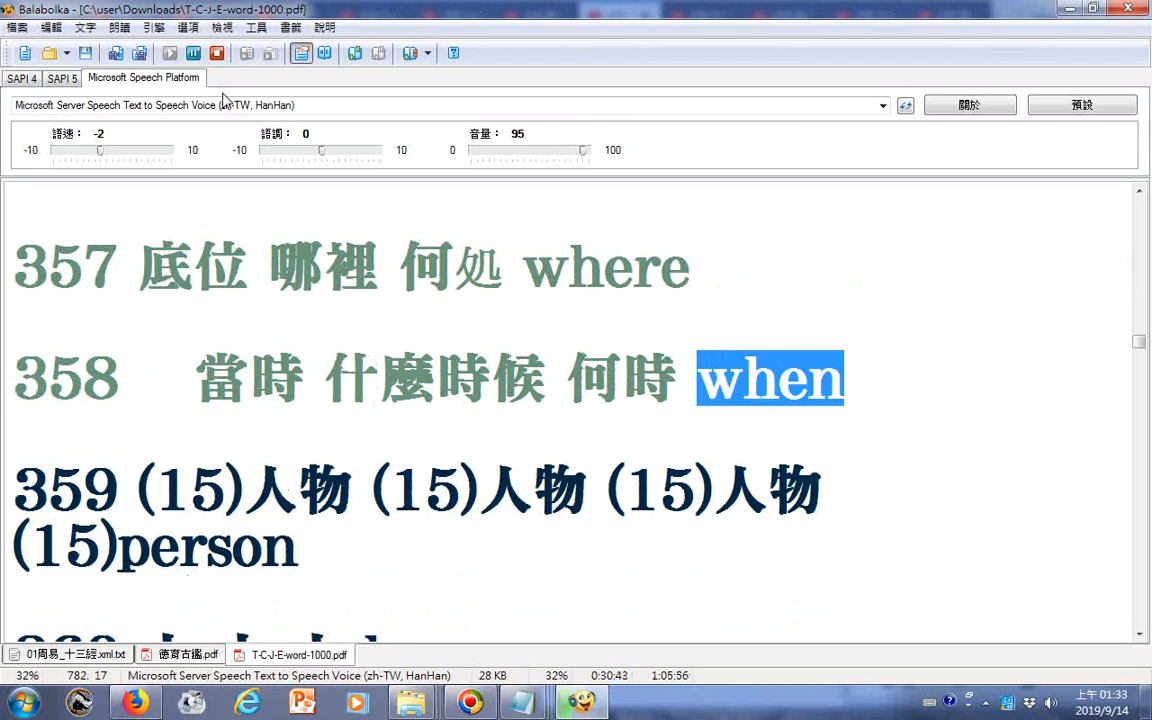 Balabolka - [C:\user\Downloads\T-C-J-E-word-1000.pdf]
檔案 編輯 文字 朗讀 引擎 選項 檢視 工具 書籤 說明
SAPI 4 SAPI 5 Microsoft Speech Platform
Microsoft Server Speech Text to Speech Voice (zh-TW, HanHan) 關於 預設
語速： -2 語調： 0 音量： 95
-10 10 -10 10 0 100
357 底位 哪裡 何処 where
358 當時 什麼時候 何時 when
359 (15)人物 (15)人物 (15)人物
(15)person
01周易_十三經.xml.txt 德育古鑑.pdf T-C-J-E-word-1000.pdf
32% 782. 17 Microsoft Server Speech Text to Speech Voice (zh-TW, HanHan) 28 KB 32% 0:30:43 1:05:56
上午 01:33
2019/9/14